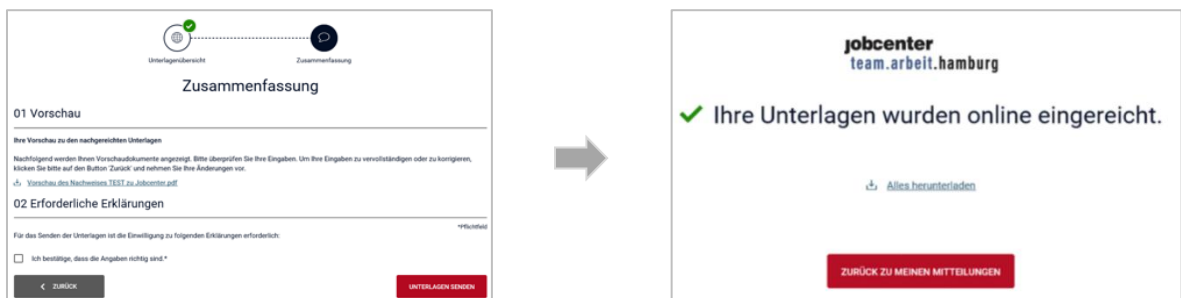 Unterlagenübersicht
Zusammenfassung
Zusammenfassung
01 Vorschau
Ihre Vorschau zu den nachgereichten Unterlagen
Nachfolgend werden Ihnen Vorschaudokumente angezeigt. Bitte überprüfen Sie Ihre Eingaben. Um Ihre Eingaben zu vervollständigen oder zu korrigieren,
klicken Sie bitte auf den Button 'Zurück' und nehmen Sie Ihre Änderungen vor.
Vorschau des Nachweises TEST zu Jobcenter.pdf
02 Erforderliche Erklärungen
*Pflichtfeld
Für das Senden der Unterlagen ist die Einwilligung zu folgenden Erklärungen erforderlich:
Ich bestätige, dass die Angaben richtig sind.*
ZURÜCK
UNTERLAGEN SENDEN
jobcenter
team.arbeit.hamburg
Ihre Unterlagen wurden online eingereicht.
Alles herunterladen
ZURÜCK ZU MEINEN MITTEILUNGEN